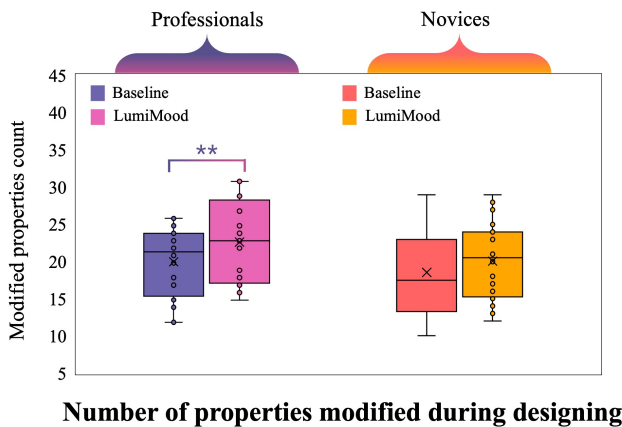 Professionals
Novices
Baseline
LumiMood
Baseline
LumiMood
**
Modified properties count
45
40
35
30
25
20
15
10
5
Number of properties modified during designing